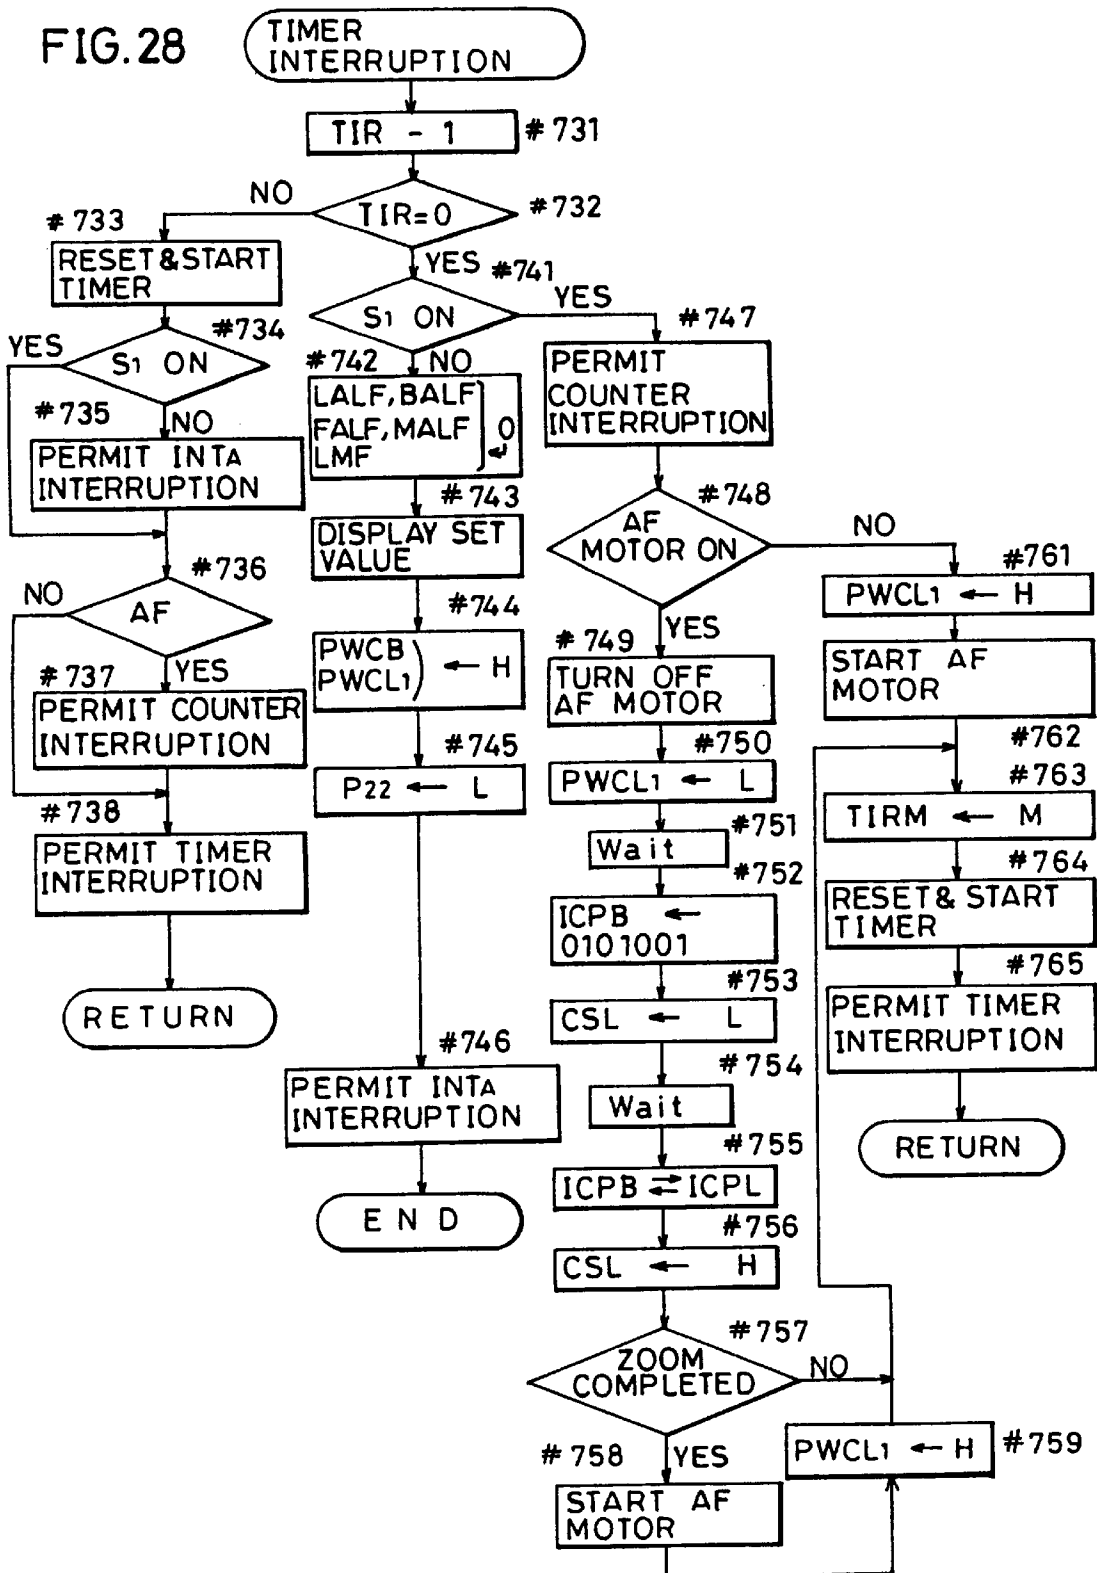 FIG.28
TIMER
INTERRUPTION
TIR - 1
#731
NO
TIR=0
#732
#733
RESET&START
TIMER
YES
#741
S1 ON
YES
#747
YES
#734
S1 ON
#742
NO
LALF, BALF
FALF, MALF
LMF
0
PERMIT
COUNTER
INTERRUPTION
#735
NO
PERMIT INTA
INTERRUPTION
#743
DISPLAY SET
VALUE
#748
AF
MOTOR ON
NO
#736
NO
AF
#761
PWCL1 ← H
#744
PWCB
PWCL1
) ← H
YES
#749
TURN OFF
AF MOTOR
START AF
MOTOR
YES
#737
PERMIT COUNTER
INTERRUPTION
#745
P22 ← L
#750
PWCL1 ← L
#762
#763
TIRM ← M
#738
PERMIT TIMER
INTERRUPTION
#751
Wait
#752
ICPB ←
0101001
#764
RESET& START
TIMER
#753
CSL ← L
#765
PERMIT TIMER
INTERRUPTION
RETURN
#746
PERMIT INTA
INTERRUPTION
#754
Wait
RETURN
#755
ICPB ⇄ ICPL
END
#756
CSL ← H
#757
ZOOM
COMPLETED
NO
#758
YES
START AF
MOTOR
PWCL1 ← H
#759